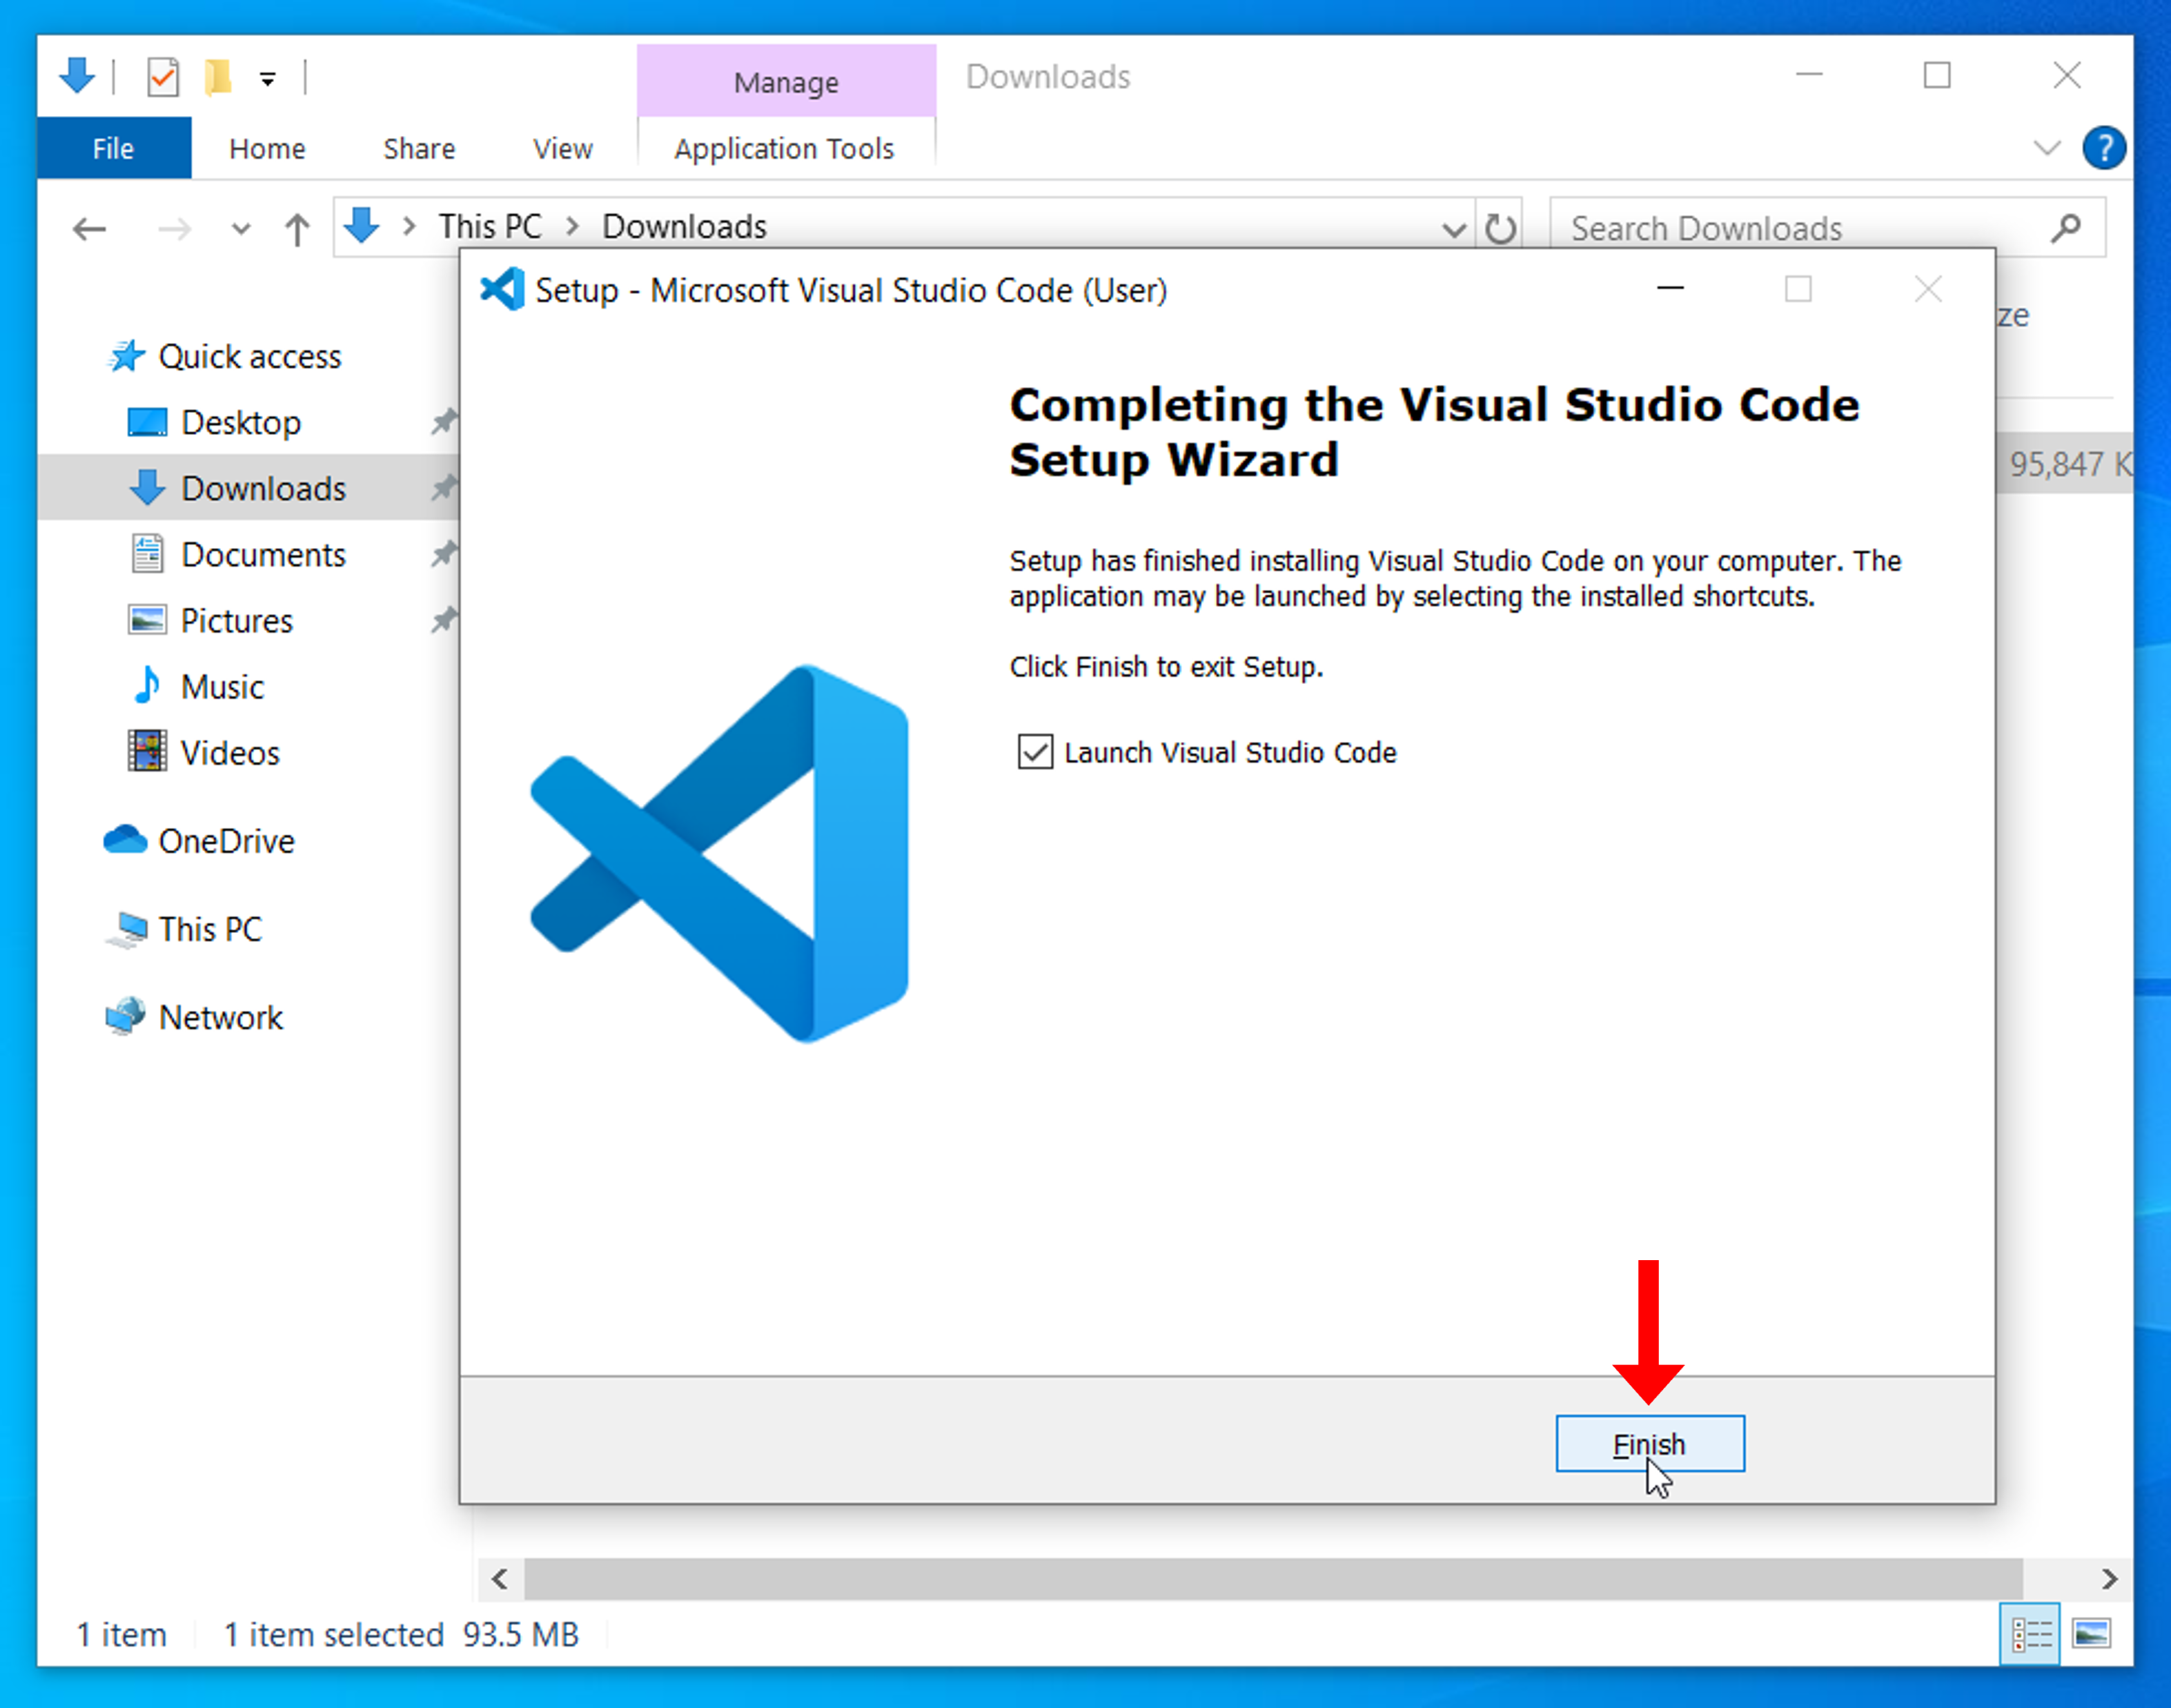 Manage
Downloads
File
Home
Share
View
Application Tools
?
This PC
Downloads
Search Downloads
Setup - Microsoft Visual Studio Code (User)
ze
95,847 K
Quick access
Desktop
Downloads
Documents
Pictures
Music
Videos
OneDrive
This PC
Network
Completing the Visual Studio Code
Setup Wizard
Setup has finished installing Visual Studio Code on your computer. The
application may be launched by selecting the installed shortcuts.
Click Finish to exit Setup.
Launch Visual Studio Code
Finish
1 item
1 item selected 93.5 MB